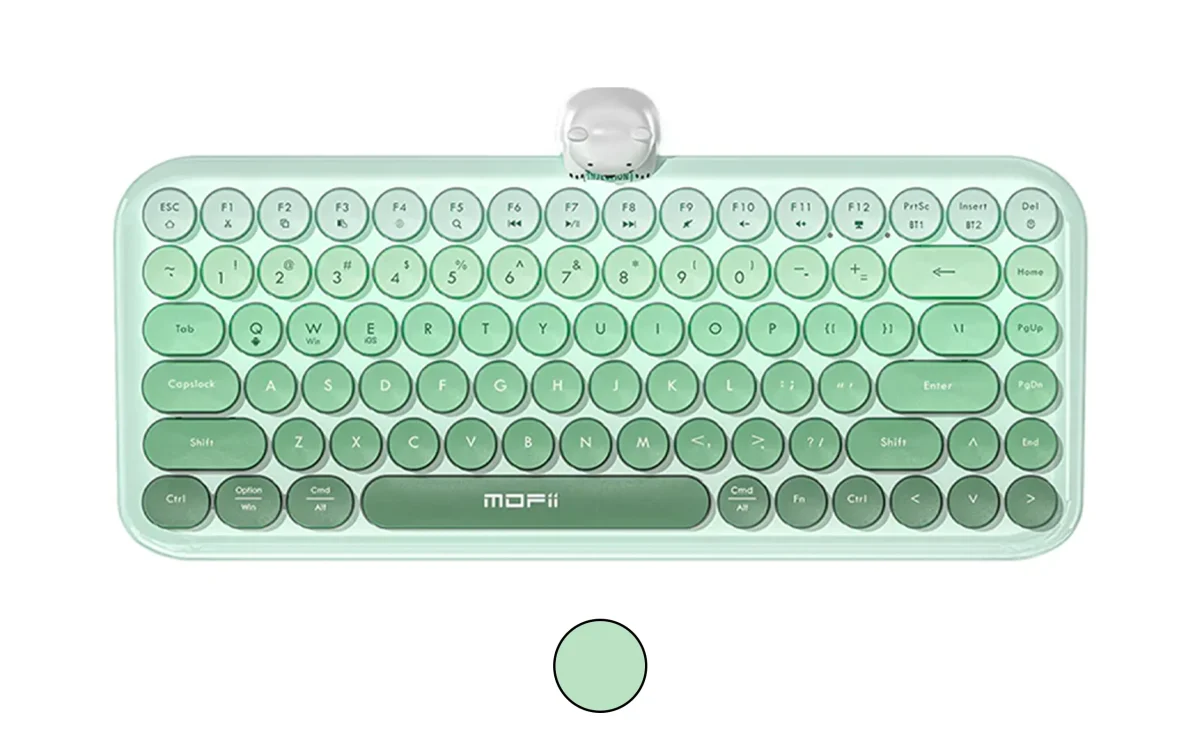 ESC F1 F2 F3 F4 F5 F6 F7 F8 F9 F10 F11 F12 PrtSc Insert Del
BT1 BT2
~ ! @ # $ % ^ & * ( ) — + ← Home
` 1 2 3 4 5 6 7 8 9 0 - =
Tab Q W E R T Y U I O P {[ }] \| PgUp
Win iOS
Capslock A S D F G H J K L : ; " ' Enter PgDn
Shift Z X C V B N M <, >. ?/ Shift ^ End
Ctrl Option Cmd MOFii Cmd Fn Ctrl < V >
Win Alt Alt